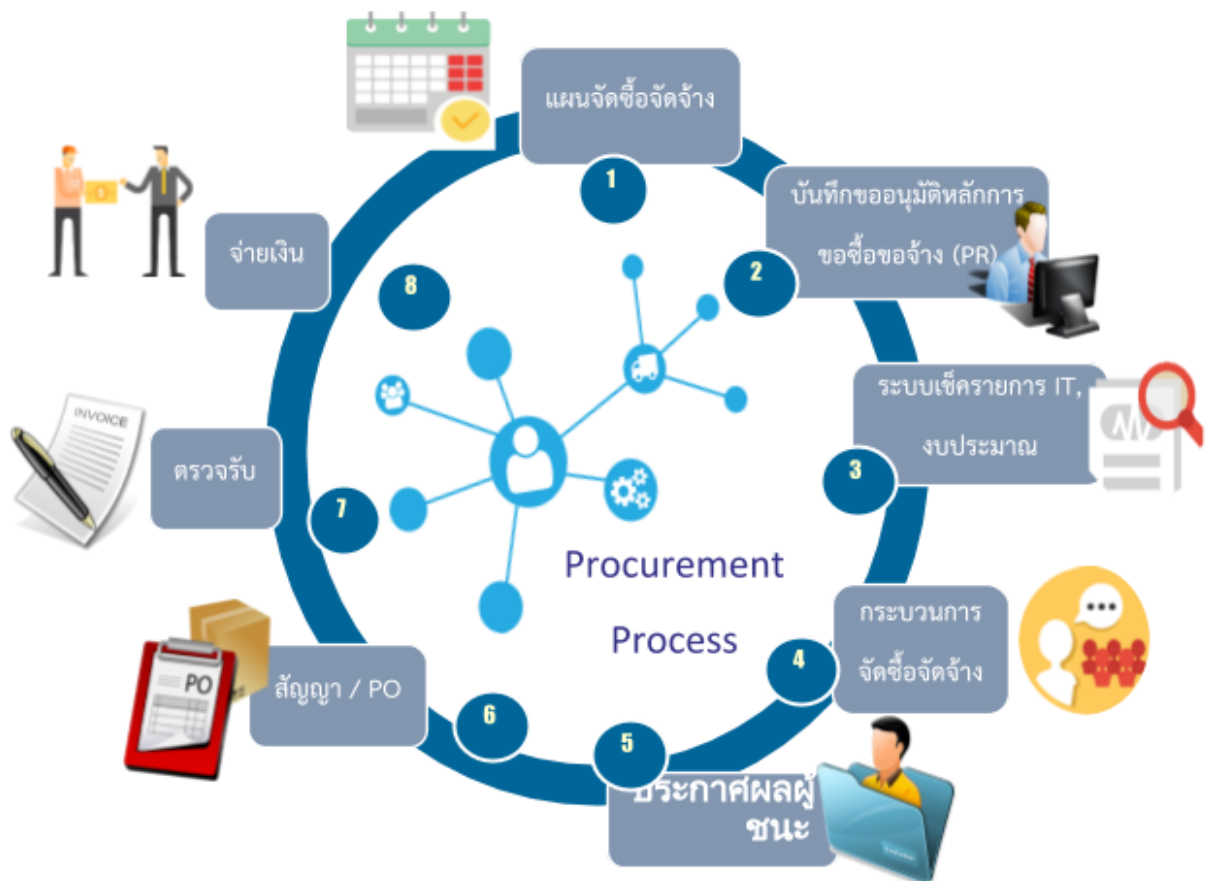 แผนจัดซื้อจัดจ้าง
1
บันทึกขออนุมัติหลักการ
ขอซื้อขอจ้าง (PR)
2
ระบบเช็ครายการ IT,
งบประมาณ
3
กระบวนการ
จัดซื้อจัดจ้าง
4
ประกาศผลผู้
ชนะ
5
สัญญา / PO
PO
6
ตรวจรับ
INVOICE
7
จ่ายเงิน
8
Procurement
Process